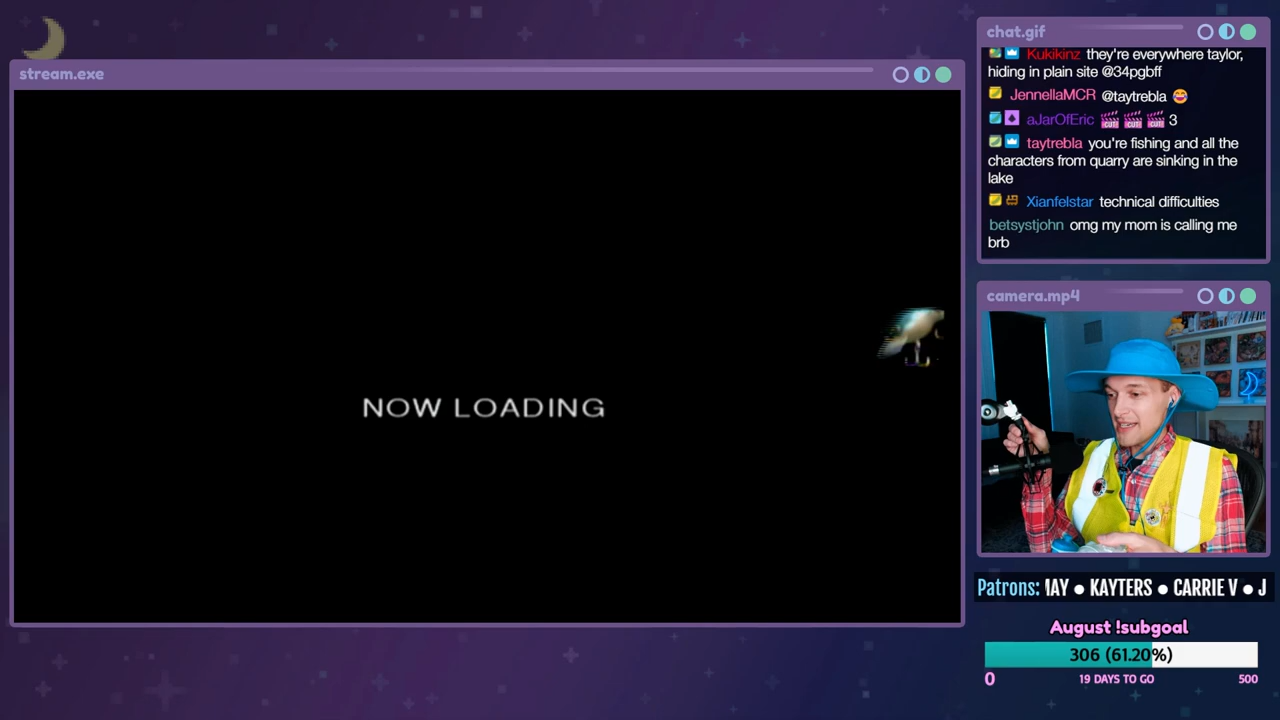 stream.exe
NOW LOADING
chat.gif
Kukikinz they're everywhere taylor,
hiding in plain site @34pgbff
JennellaMCR @taytrebla
aJarOfEric CUT! CUT! CUT! 3
taytrebla you're fishing and all the
characters from quarry are sinking in the
lake
Xianfelstar technical difficulties
betsystjohn omg my mom is calling me
brb
camera.mp4
Patrons: IAY ● KAYTERS ● CARRIE V ● J
August !subgoal
306 (61.20%)
0 19 DAYS TO GO 500